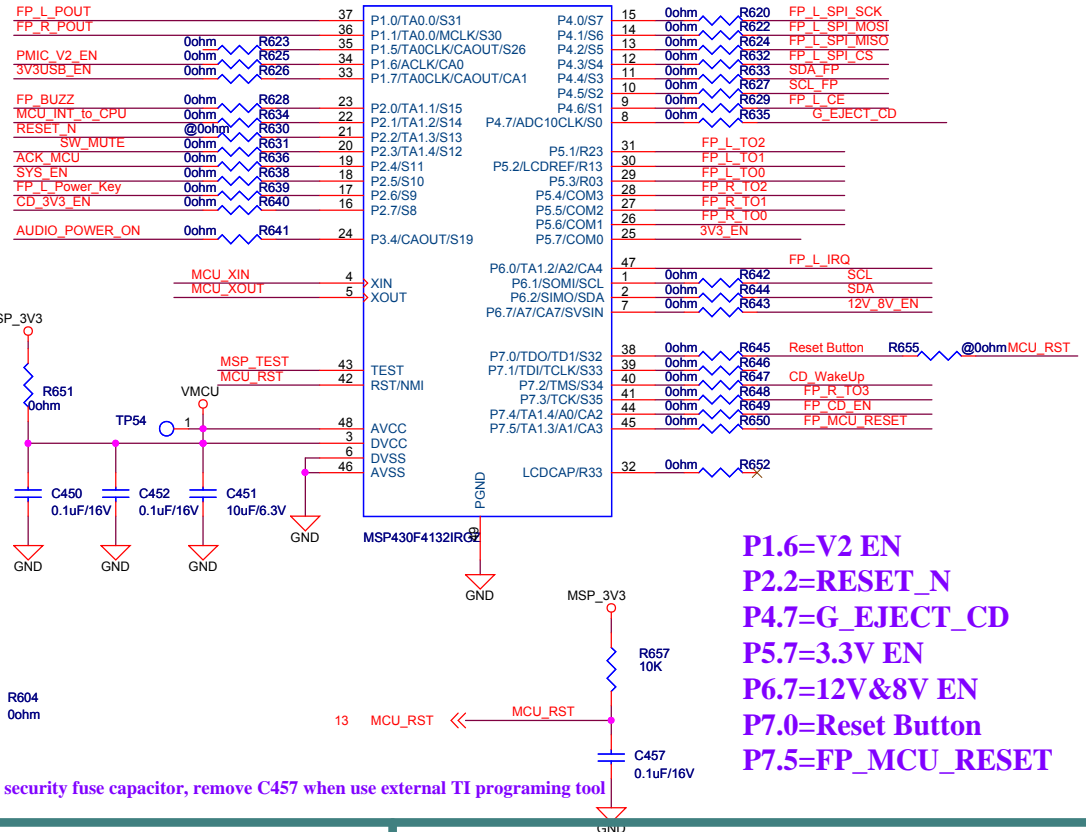 FP_L_POUT 37 P1.0/TA0.0/S31
FP_R_POUT 36 P1.1/TA0.0/MCLK/S30
0ohm R623 35 P1.5/TA0CLK/CAOUT/S26
PMIC_V2_EN 0ohm R625 34 P1.6/ACLK/CA0
3V3USB_EN 0ohm R626 33 P1.7/TA0CLK/CAOUT/CA1
FP_BUZZ 0ohm R628 23 P2.0/TA1.1/S15
MCU_INT_to_CPU 0ohm R634 22 P2.1/TA1.2/S14
RESET_N @0ohm R630 21 P2.2/TA1.3/S13
SW_MUTE 0ohm R631 20 P2.3/TA1.4/S12
ACK_MCU 0ohm R636 19 P2.4/S11
SYS_EN 0ohm R638 18 P2.5/S10
FP_L_Power_Key 0ohm R639 17 P2.6/S9
CD_3V3_EN 0ohm R640 16 P2.7/S8
AUDIO_POWER_ON 0ohm R641 24 P3.4/CAOUT/S19
MCU_XIN 4 XIN
MCU_XOUT 5 XOUT
MSP_TEST 43 TEST
MCU_RST 42 RST/NMI
48 AVCC
3 DVCC
6 DVSS
46 AVSS
P4.0/S7 15 0ohm R620 FP_L_SPI_SCK
P4.1/S6 14 0ohm R622 FP_L_SPI_MOSI
P4.2/S5 13 0ohm R624 FP_L_SPI_MISO
P4.3/S4 12 0ohm R632 FP_L_SPI_CS
P4.4/S3 11 0ohm R633 SDA_FP
P4.5/S2 10 0ohm R627 SCL_FP
P4.6/S1 9 0ohm R629 FP_L_CE
P4.7/ADC10CLK/S0 8 0ohm R635 G_EJECT_CD
P5.1/R23 31 FP_L_TO2
P5.2/LCDREF/R13 30 FP_L_TO1
P5.3/R03 29 FP_L_TO0
P5.4/COM3 28 FP_R_TO2
P5.5/COM2 27 FP_R_TO1
P5.6/COM1 26 FP_R_TO0
P5.7/COM0 25 3V3_EN
P6.0/TA1.2/A2/CA4 47 FP_L_IRQ
P6.1/SOMI/SCL 1 0ohm R642 SCL
P6.2/SIMO/SDA 2 0ohm R644 SDA
P6.7/A7/CA7/SVSIN 7 0ohm R643 12V_8V_EN
P7.0/TDO/TD1/S32 38 0ohm R645 Reset Button R655 @0ohm MCU_RST
P7.1/TDI/TCLK/S33 39 0ohm R646
P7.2/TMS/S34 40 0ohm R647 CD_WakeUp
P7.3/TCK/S35 41 0ohm R648 FP_R_TO3
P7.4/TA1.4/A0/CA2 44 0ohm R649 FP_CD_EN
P7.5/TA1.3/A1/CA3 45 0ohm R650 FP_MCU_RESET
LCDCAP/R33 32 0ohm R652
PGND
MSP430F4132IRGZ
GND
SP_3V3
R651
0ohm
VMCU
TP54 1
C450
0.1uF/16V
C452
0.1uF/16V
C451
10uF/6.3V
GND
GND
GND
GND
MSP_3V3
R657
10K
13 MCU_RST
MCU_RST
C457
0.1uF/16V
GND
R604
0ohm
P1.6=V2 EN
P2.2=RESET_N
P4.7=G_EJECT_CD
P5.7=3.3V EN
P6.7=12V&8V EN
P7.0=Reset Button
P7.5=FP_MCU_RESET
security fuse capacitor, remove C457 when use external TI programing tool